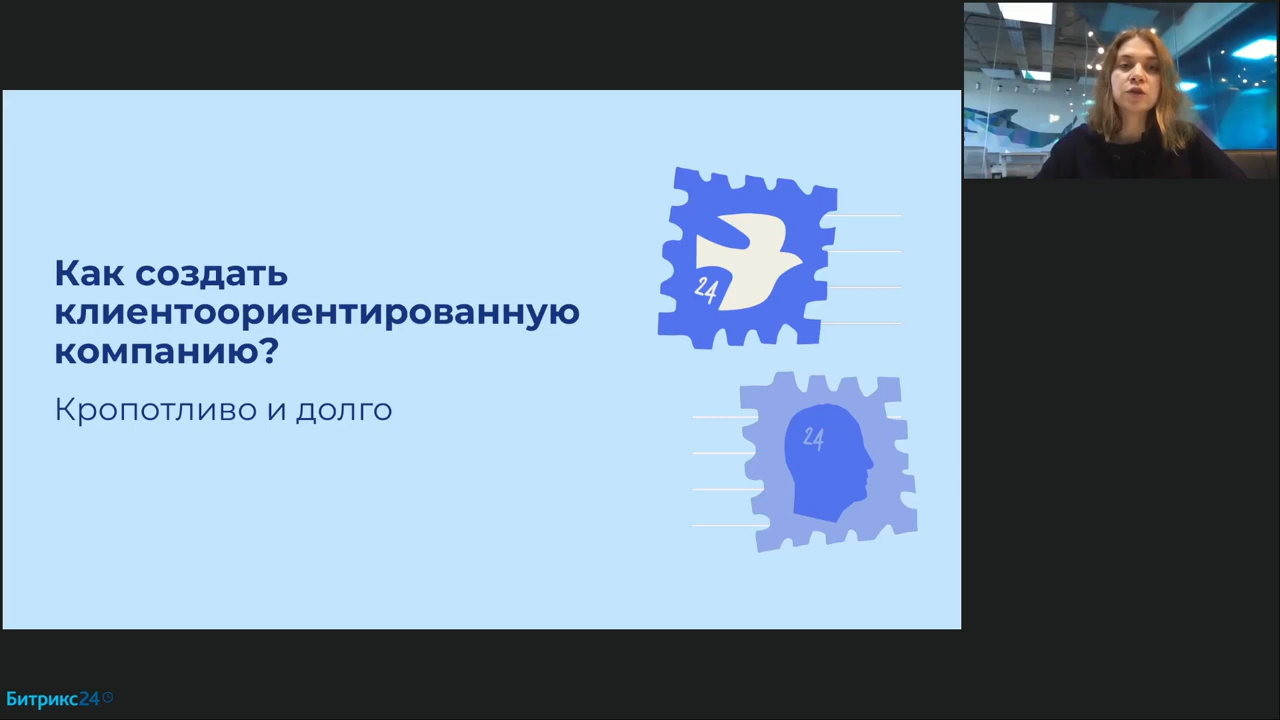 Как создать
клиентоориентированную
компанию?
Кропотливо и долго
24
24
Битрикс24